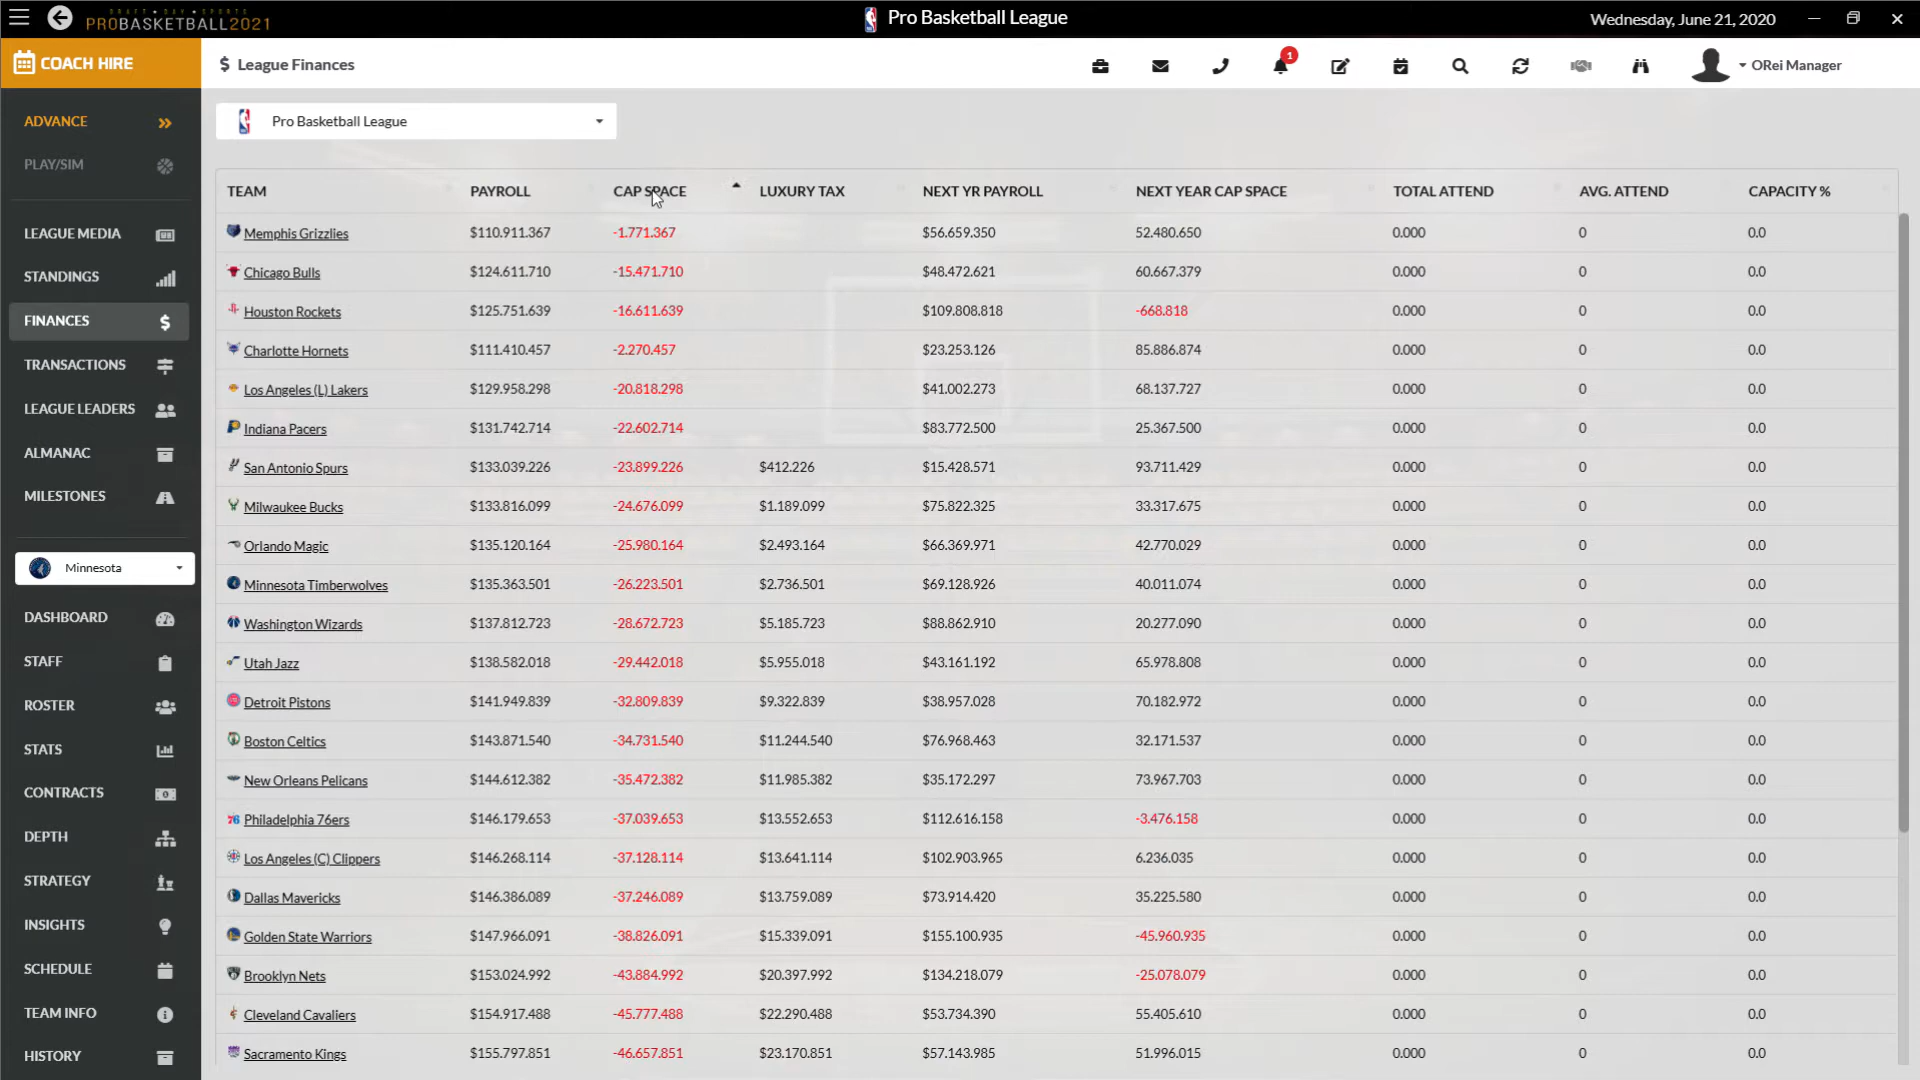 DRAFT • DAY • SPORTS
PROBASKETBALL2021
Pro Basketball League
Wednesday, June 21, 2020
COACH HIRE
$ League Finances
1
ORei Manager
ADVANCE
PLAY/SIM
LEAGUE MEDIA
STANDINGS
FINANCES
TRANSACTIONS
LEAGUE LEADERS
ALMANAC
MILESTONES
Minnesota
DASHBOARD
STAFF
ROSTER
STATS
CONTRACTS
DEPTH
STRATEGY
INSIGHTS
SCHEDULE
TEAM INFO
HISTORY
Pro Basketball League
TEAM PAYROLL CAP SPACE LUXURY TAX NEXT YR PAYROLL NEXT YEAR CAP SPACE TOTAL ATTEND AVG. ATTEND CAPACITY %
Memphis Grizzlies $110.911.367 -1.771.367 $56.659.350 52.480.650 0.000 0 0.0
Chicago Bulls $124.611.710 -15.471.710 $48.472.621 60.667.379 0.000 0 0.0
Houston Rockets $125.751.639 -16.611.639 $109.808.818 -668.818 0.000 0 0.0
Charlotte Hornets $111.410.457 -2.270.457 $23.253.126 85.886.874 0.000 0 0.0
Los Angeles (L) Lakers $129.958.298 -20.818.298 $41.002.273 68.137.727 0.000 0 0.0
Indiana Pacers $131.742.714 -22.602.714 $83.772.500 25.367.500 0.000 0 0.0
San Antonio Spurs $133.039.226 -23.899.226 $412.226 $15.428.571 93.711.429 0.000 0 0.0
Milwaukee Bucks $133.816.099 -24.676.099 $1.189.099 $75.822.325 33.317.675 0.000 0 0.0
Orlando Magic $135.120.164 -25.980.164 $2.493.164 $66.369.971 42.770.029 0.000 0 0.0
Minnesota Timberwolves $135.363.501 -26.223.501 $2.736.501 $69.128.926 40.011.074 0.000 0 0.0
Washington Wizards $137.812.723 -28.672.723 $5.185.723 $88.862.910 20.277.090 0.000 0 0.0
Utah Jazz $138.582.018 -29.442.018 $5.955.018 $43.161.192 65.978.808 0.000 0 0.0
Detroit Pistons $141.949.839 -32.809.839 $9.322.839 $38.957.028 70.182.972 0.000 0 0.0
Boston Celtics $143.871.540 -34.731.540 $11.244.540 $76.968.463 32.171.537 0.000 0 0.0
New Orleans Pelicans $144.612.382 -35.472.382 $11.985.382 $35.172.297 73.967.703 0.000 0 0.0
Philadelphia 76ers $146.179.653 -37.039.653 $13.552.653 $112.616.158 -3.476.158 0.000 0 0.0
Los Angeles (C) Clippers $146.268.114 -37.128.114 $13.641.114 $102.903.965 6.236.035 0.000 0 0.0
Dallas Mavericks $146.386.089 -37.246.089 $13.759.089 $73.914.420 35.225.580 0.000 0 0.0
Golden State Warriors $147.966.091 -38.826.091 $15.339.091 $155.100.935 -45.960.935 0.000 0 0.0
Brooklyn Nets $153.024.992 -43.884.992 $20.397.992 $134.218.079 -25.078.079 0.000 0 0.0
Cleveland Cavaliers $154.917.488 -45.777.488 $22.290.488 $53.734.390 55.405.610 0.000 0 0.0
Sacramento Kings $155.797.851 -46.657.851 $23.170.851 $57.143.985 51.996.015 0.000 0 0.0